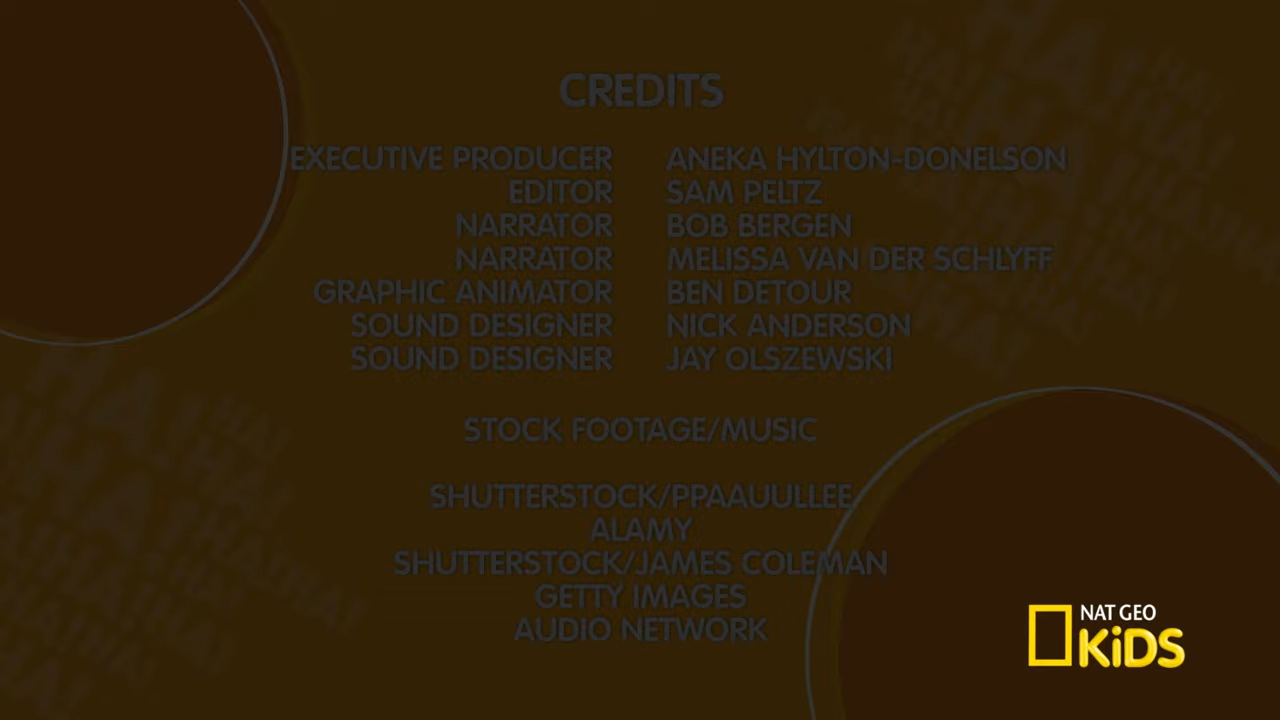 CREDITS
EXECUTIVE PRODUCER ANEKA HYLTON-DONELSON
EDITOR SAM PELTZ
NARRATOR BOB BERGEN
NARRATOR MELISSA VAN DER SCHLYFF
GRAPHIC ANIMATOR BEN DETOUR
SOUND DESIGNER NICK ANDERSON
SOUND DESIGNER JAY OLSZEWSKI
STOCK FOOTAGE/MUSIC
SHUTTERSTOCK/PPAAUULLEE
ALAMY
SHUTTERSTOCK/JAMES COLEMAN
GETTY IMAGES
AUDIO NETWORK
NAT GEO
KiDS